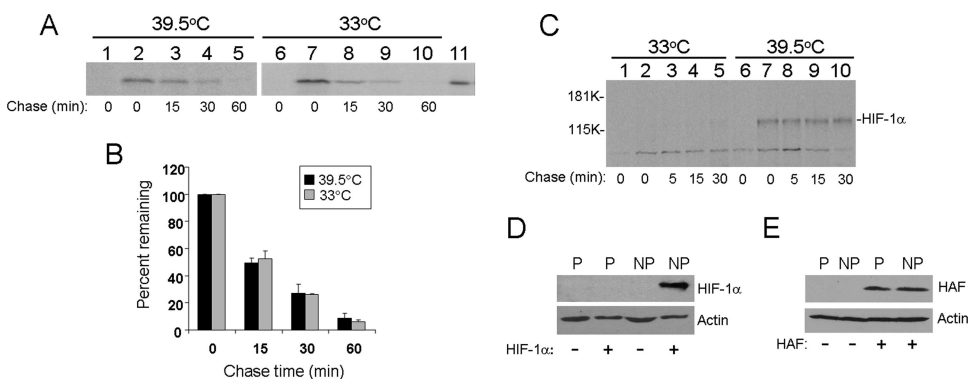 A
39.5°C 33°C
1 2 3 4 5 6 7 8 9 10 11
Chase (min): 0 0 15 30 60 0 0 15 30 60
B
120
100
80
60
40
20
0
Percent remaining
39.5°C
33°C
0 15 30 60
Chase time (min)
C
33°C 39.5°C
1 2 3 4 5 6 7 8 9 10
181K-
115K-
-HIF-1α
Chase (min): 0 0 5 15 30 0 0 5 15 30
D
P P NP NP
HIF-1α
Actin
HIF-1α: - + - +
E
P NP P NP
HAF
Actin
HAF: - - + +